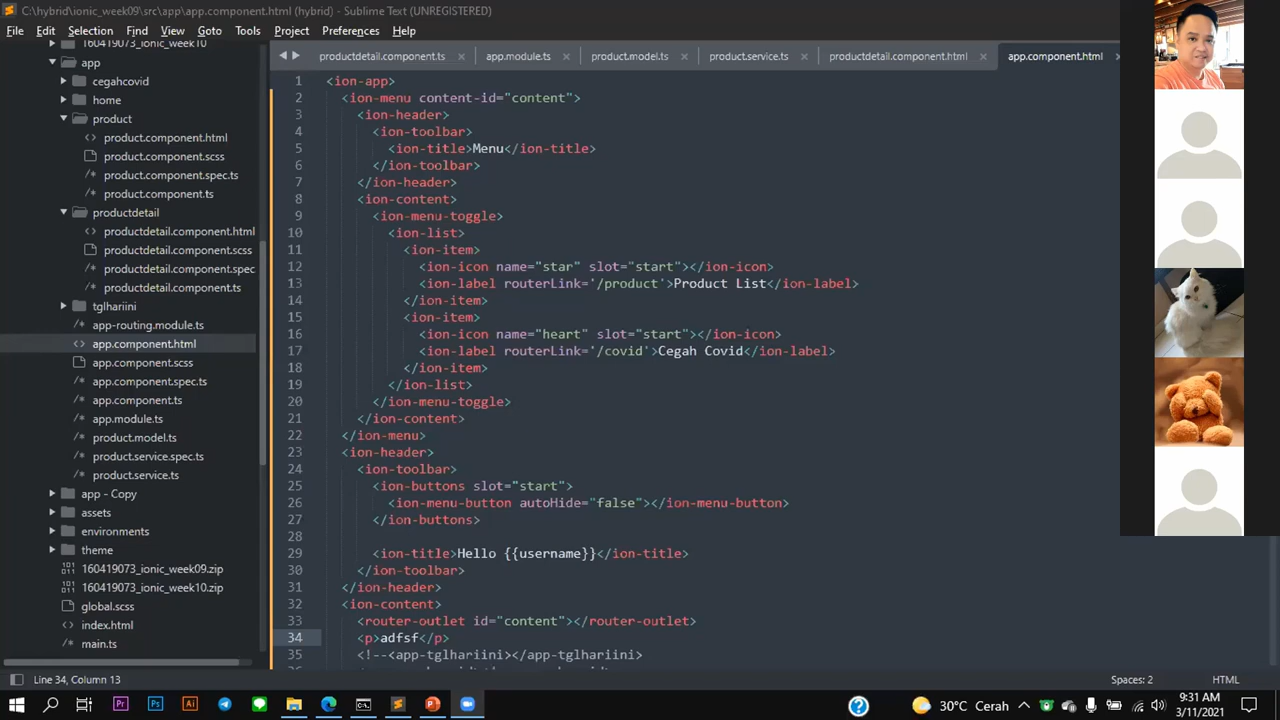 C:\hybrid\ionic_week09\src\app\app.component.html (hybrid) - Sublime Text (UNREGISTERED)
File Edit Selection Find View Goto Tools Project Preferences Help
160419073_ionic_week10
app
cegahcovid
home
product
product.component.html
product.component.scss
product.component.spec.ts
product.component.ts
productdetail
productdetail.component.html
productdetail.component.scss
productdetail.component.spec
productdetail.component.ts
tglhariini
app-routing.module.ts
app.component.html
app.component.scss
app.component.spec.ts
app.component.ts
app.module.ts
product.model.ts
product.service.spec.ts
product.service.ts
app - Copy
assets
environments
theme
160419073_ionic_week09.zip
160419073_ionic_week10.zip
global.scss
index.html
main.ts
productdetail.component.ts app.module.ts product.model.ts product.service.ts productdetail.component.html app.component.html
1 <ion-app>
2 <ion-menu content-id="content">
3 <ion-header>
4 <ion-toolbar>
5 <ion-title>Menu</ion-title>
6 </ion-toolbar>
7 </ion-header>
8 <ion-content>
9 <ion-menu-toggle>
10 <ion-list>
11 <ion-item>
12 <ion-icon name="star" slot="start"></ion-icon>
13 <ion-label routerLink='/product'>Product List</ion-label>
14 </ion-item>
15 <ion-item>
16 <ion-icon name="heart" slot="start"></ion-icon>
17 <ion-label routerLink='/covid'>Cegah Covid</ion-label>
18 </ion-item>
19 </ion-list>
20 </ion-menu-toggle>
21 </ion-content>
22 </ion-menu>
23 <ion-header>
24 <ion-toolbar>
25 <ion-buttons slot="start">
26 <ion-menu-button autoHide="false"></ion-menu-button>
27 </ion-buttons>
28
29 <ion-title>Hello {{username}}</ion-title>
30 </ion-toolbar>
31 </ion-header>
32 <ion-content>
33 <router-outlet id="content"></router-outlet>
34 <p>adfsf</p>
35 <!--<app-tglhariini></app-tglhariini>
Line 34, Column 13 Spaces: 2 HTML
30°C Cerah 9:31 AM
3/11/2021